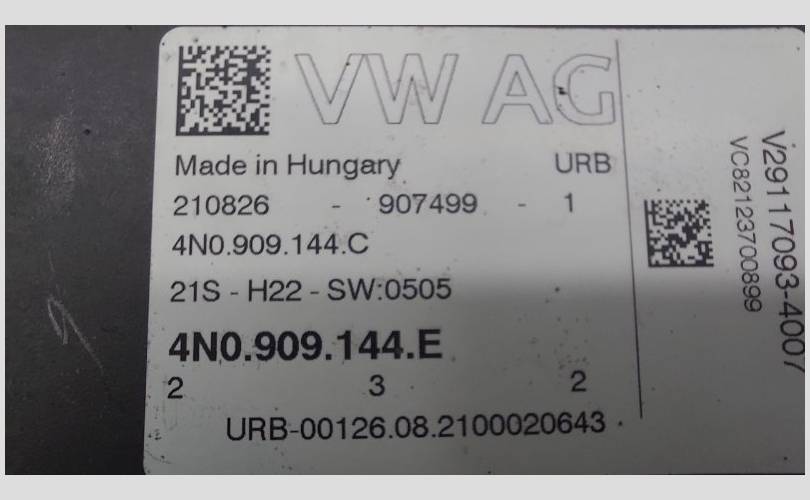 VW AG
Made in Hungary URB
210826 - 907499 - 1
4N0.909.144.C
21S - H22 - SW:0505
4N0.909.144.E
2 3 2
URB-00126.08.2100020643
V29117093-4007
VC82123700899